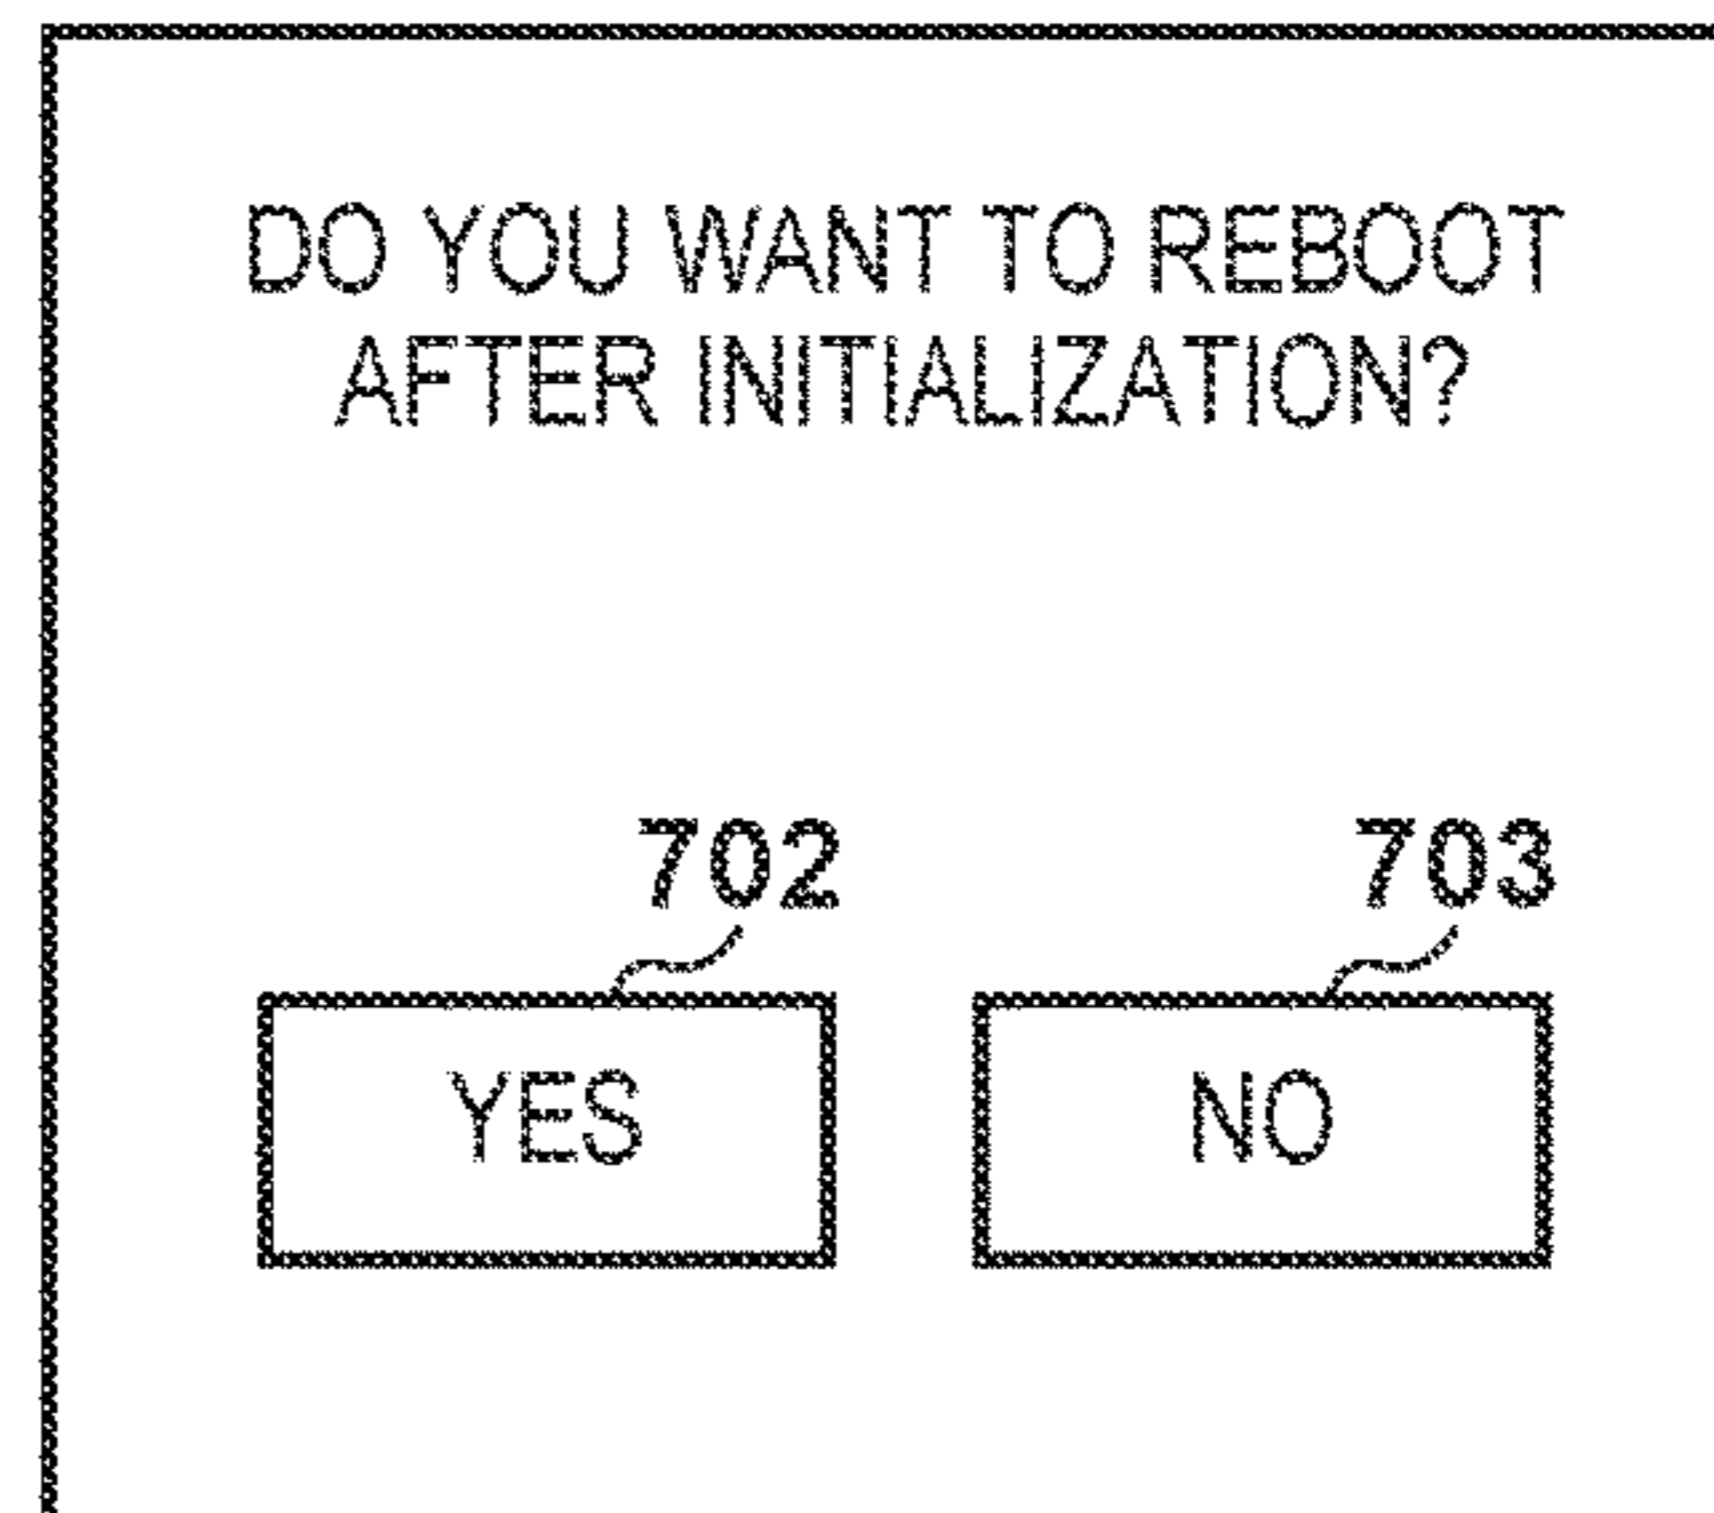 DO YOU WANT TO REBOOT
AFTER INITIALIZATION?
702 703
YES NO